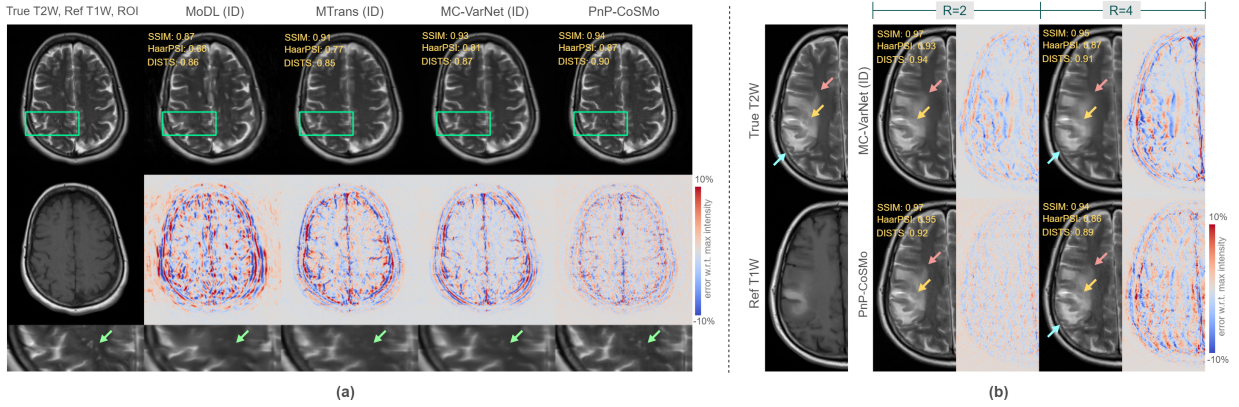 True T2W, Ref T1W, ROI
MoDL (ID)
MTrans (ID)
MC-VarNet (ID)
PnP-CoSMo
SSIM: 0.87
HaarPSI: 0.66
DISTS: 0.86
SSIM: 0.91
HaarPSI: 0.77
DISTS: 0.85
SSIM: 0.93
HaarPSI: 0.81
DISTS: 0.87
SSIM: 0.94
HaarPSI: 0.87
DISTS: 0.90
10%
error w.r.t. max intensity
-10%
(a)
R=2
R=4
True T2W
MC-VarNet (ID)
SSIM: 0.97
HaarPSI: 0.93
DISTS: 0.94
SSIM: 0.95
HaarPSI: 0.87
DISTS: 0.91
Ref T1W
PnP-CoSMo
SSIM: 0.97
HaarPSI: 0.95
DISTS: 0.92
SSIM: 0.94
HaarPSI: 0.86
DISTS: 0.89
10%
error w.r.t. max intensity
-10%
(b)